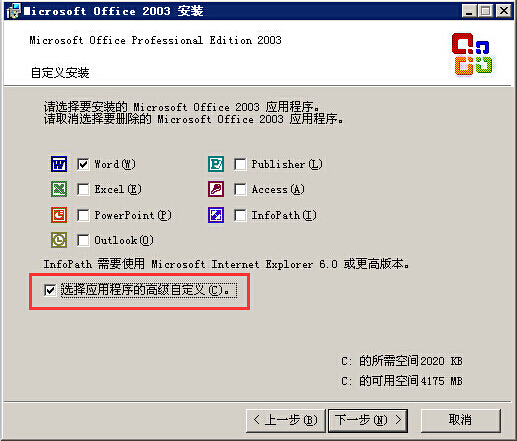 Microsoft Office 2003 安装
Microsoft Office Professional Edition 2003
自定义安装
请选择要安装的 Microsoft Office 2003 应用程序。
请取消选择要删除的 Microsoft Office 2003 应用程序。
Word(W)
Publisher(L)
Excel(E)
Access(A)
PowerPoint(P)
InfoPath(I)
Outlook(O)
InfoPath 需要使用 Microsoft Internet Explorer 6.0 或更高版本。
选择应用程序的高级自定义(C)。
C: 的所需空间2020 KB
C: 的可用空间4175 MB
< 上一步(B) 下一步(N) > 取消